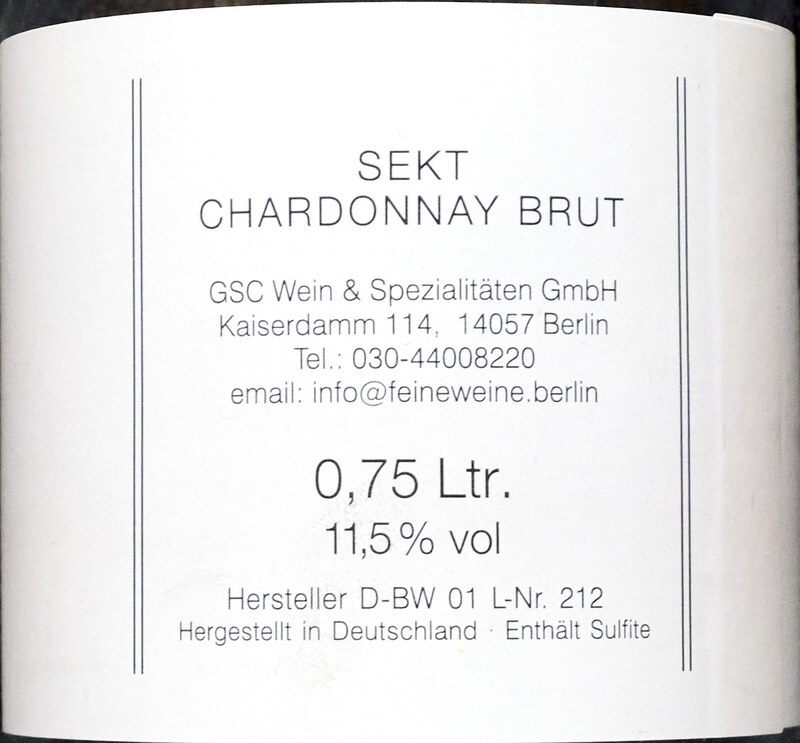 SEKT
CHARDONNAY BRUT
GSC Wein & Spezialitäten GmbH
Kaiserdamm 114, 14057 Berlin
Tel.: 030-44008220
email: info@feineweine.berlin
0,75 Ltr.
11,5% vol
Hersteller D-BW 01 L-Nr. 212
Hergestellt in Deutschland · Enthält Sulfite